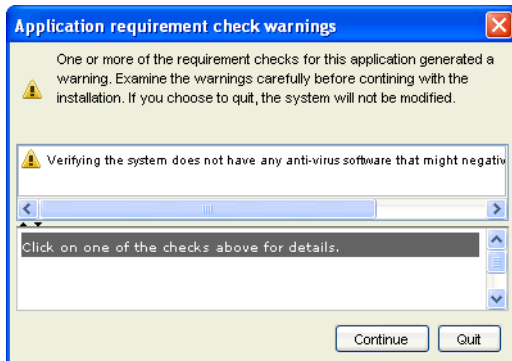 Application requirement check warnings
One or more of the requirement checks for this application generated a
warning. Examine the warnings carefully before contining with the
installation. If you choose to quit, the system will not be modified.
Verifying the system does not have any anti-virus software that might negativ
Click on one of the checks above for details.
Continue Quit